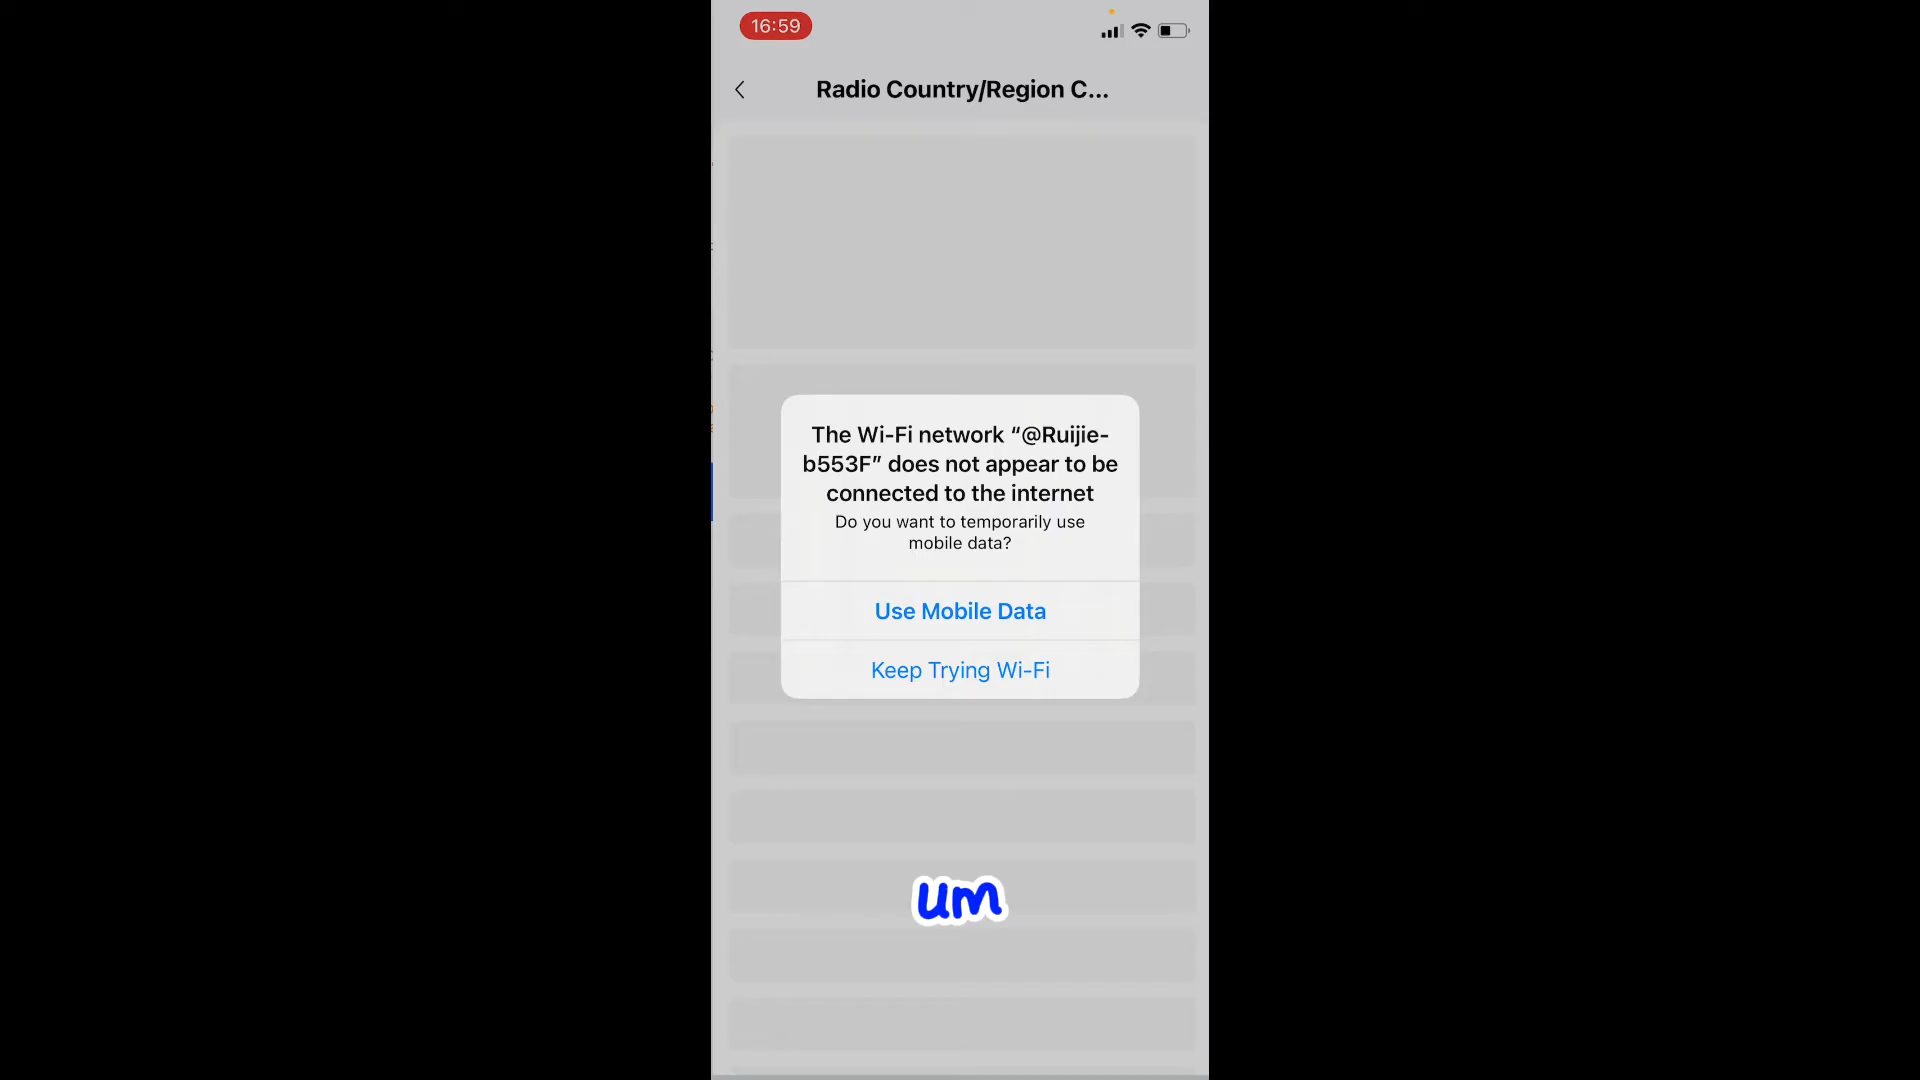 16:59
Radio Country/Region C...
The Wi-Fi network “@Ruijie-
b553F” does not appear to be
connected to the internet
Do you want to temporarily use
mobile data?
Use Mobile Data
Keep Trying Wi-Fi
um